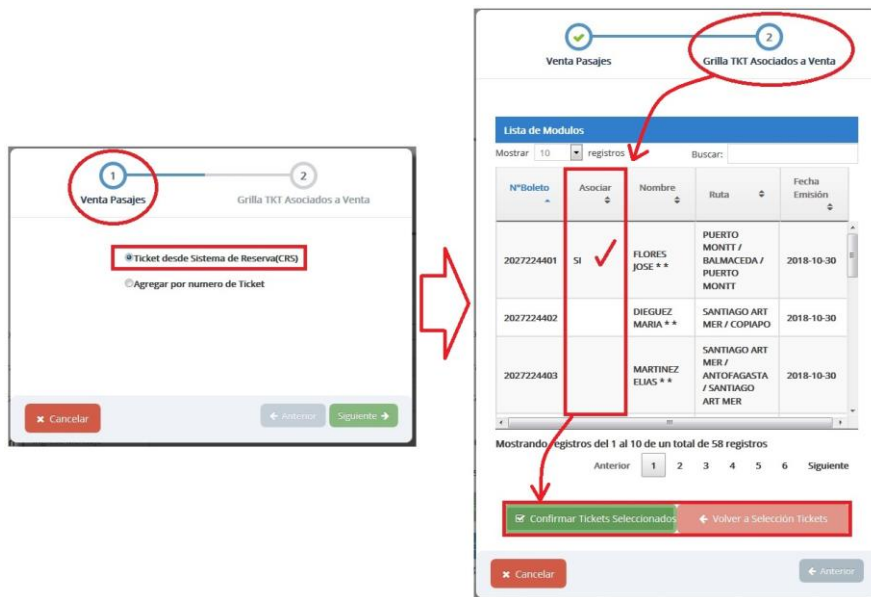 1
2
Venta Pasajes
Grilla TKT Asociados a Venta
Ticket desde Sistema de Reserva(CRS)
Agregar por numero de Ticket
Cancelar
Anterior
Siguiente
2
Venta Pasajes
Grilla TKT Asociados a Venta
Lista de Modulos
Mostrar 10 registros
Buscar:
N°Boleto Asociar Nombre Ruta Fecha
Emisión
2027224401 SI FLORES
JOSE * * PUERTO
MONTT /
BALMACEDA /
PUERTO
MONTT 2018-10-30
2027224402 DIEGUEZ
MARIA * * SANTIAGO ART
MER / COPIAPO 2018-10-30
2027224403 MARTINEZ
ELIAS * * SANTIAGO ART
MER /
ANTOFAGASTA
/ SANTIAGO
ART MER 2018-10-30
Mostrando registros del 1 al 10 de un total de 58 registros
Anterior 1 2 3 4 5 6 Siguiente
Confirmar Tickets Seleccionados
Volver a Selección Tickets
Cancelar
Anterior